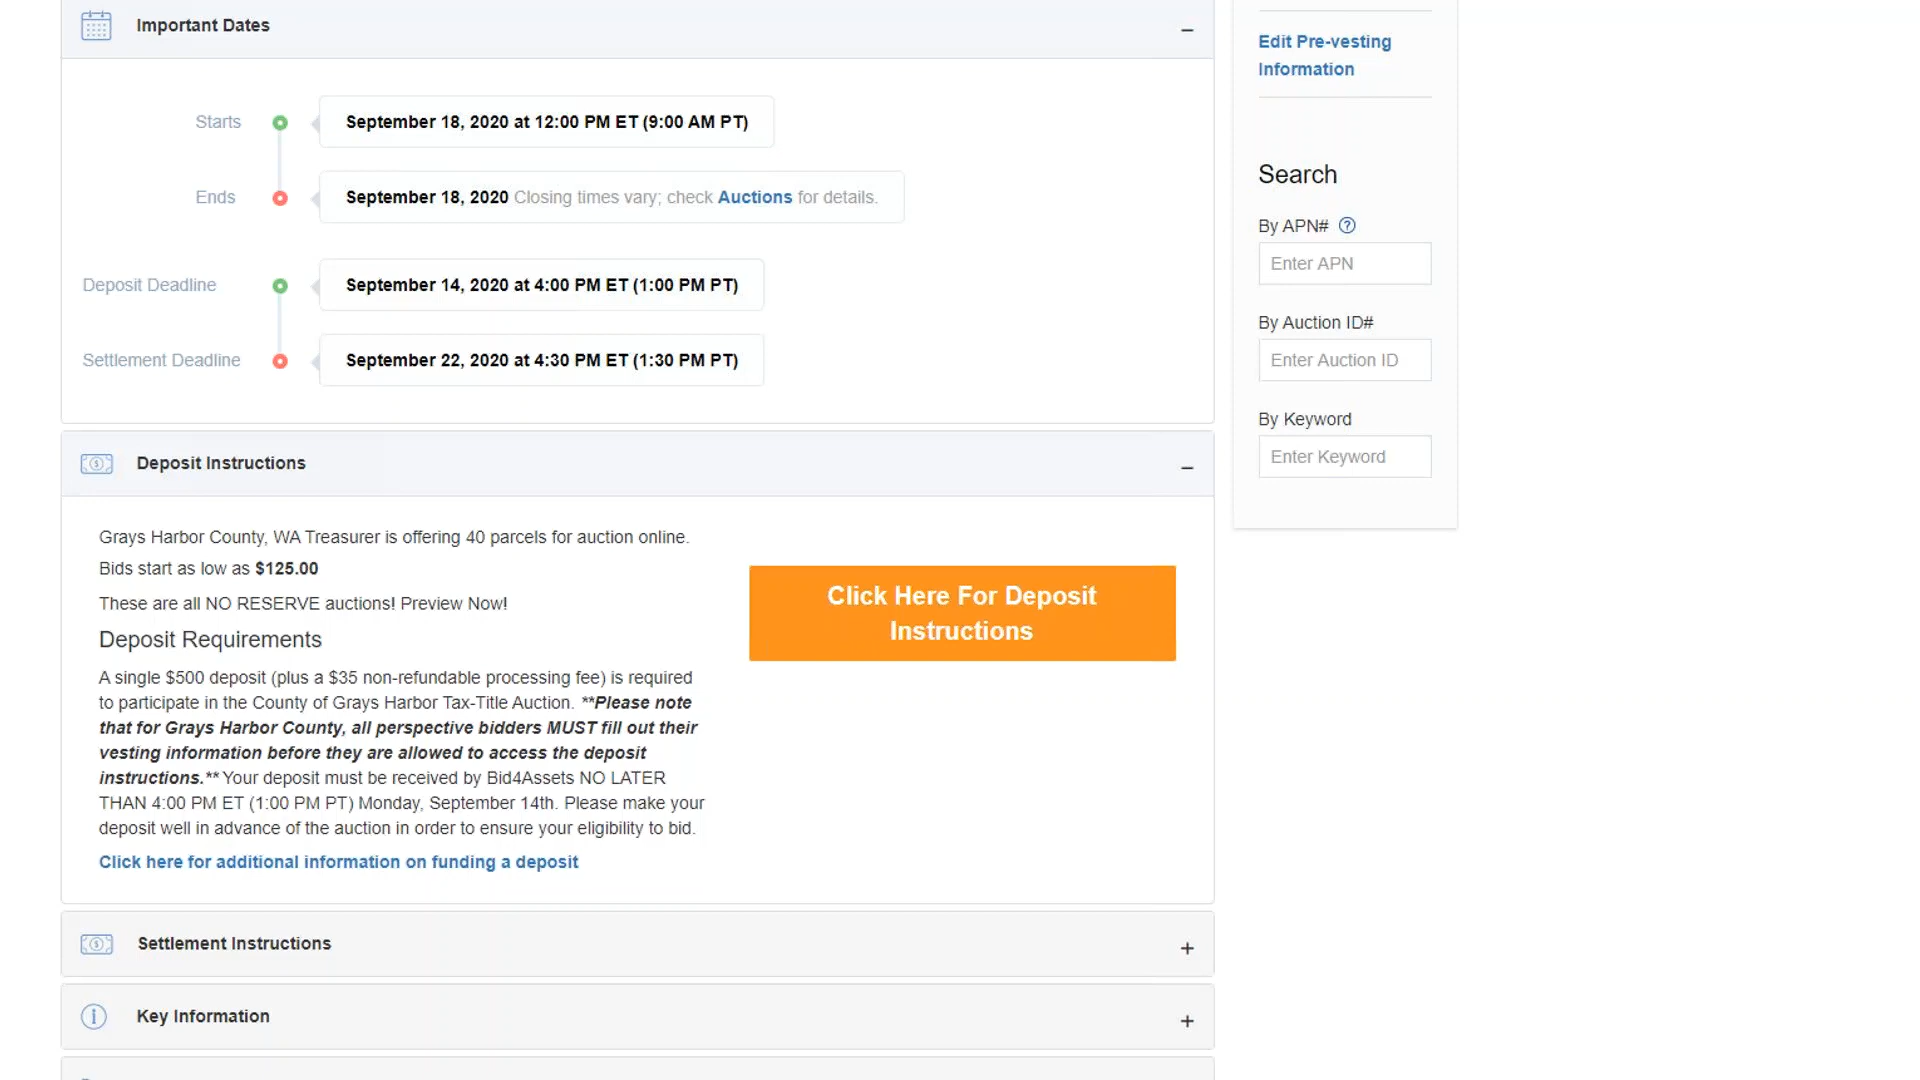 Important Dates
Starts
September 18, 2020 at 12:00 PM ET (9:00 AM PT)
Ends
September 18, 2020 Closing times vary; check Auctions for details.
Deposit Deadline
September 14, 2020 at 4:00 PM ET (1:00 PM PT)
Settlement Deadline
September 22, 2020 at 4:30 PM ET (1:30 PM PT)
Deposit Instructions
Grays Harbor County, WA Treasurer is offering 40 parcels for auction online.
Bids start as low as $125.00
These are all NO RESERVE auctions! Preview Now!
Deposit Requirements
A single $500 deposit (plus a $35 non-refundable processing fee) is required
to participate in the County of Grays Harbor Tax-Title Auction. **Please note
that for Grays Harbor County, all perspective bidders MUST fill out their
vesting information before they are allowed to access the deposit
instructions.** Your deposit must be received by Bid4Assets NO LATER
THAN 4:00 PM ET (1:00 PM PT) Monday, September 14th. Please make your
deposit well in advance of the auction in order to ensure your eligibility to bid.
Click here for additional information on funding a deposit
Click Here For Deposit
Instructions
Settlement Instructions
Key Information
Edit Pre-vesting
Information
Search
By APN#
Enter APN
By Auction ID#
Enter Auction ID
By Keyword
Enter Keyword